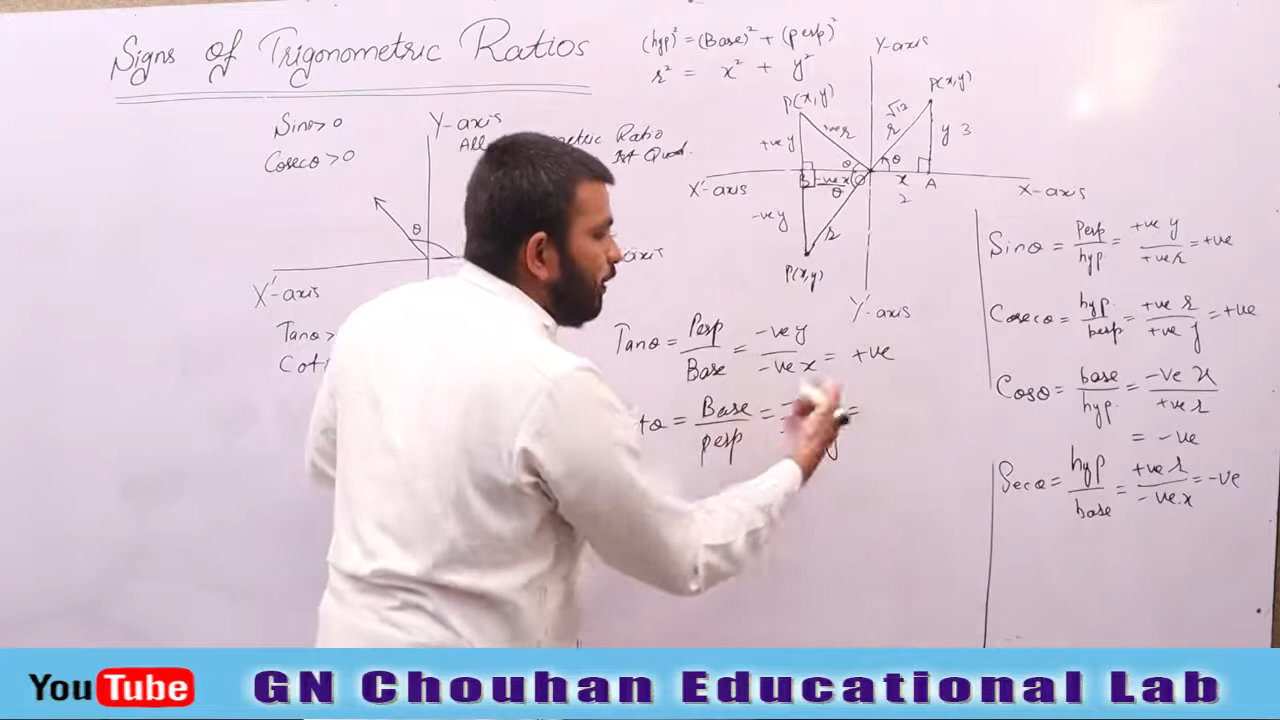 Signs of Trigonometric Ratios
(hyp)² = (Base)² + (perp)²
r² = x² + y²
Sinθ > 0
Cosecθ > 0
Y-axis
All
metric Ratio
Ist Quad.
θ
axis
X'-axis
Tanθ >
Cot
Y-axis
P(x,y)
P(x,y)
√13
+ve y
+ve r
r
y 3
θ
θ
X'-axis
B
-ve x
O
θ
x
A
X-axis
2
-ve y
r
P(x,y)
Y'-axis
Tanθ = Perp / Base = -ve y / -ve x = +ve
tθ = Base / perp =
y
=
Sinθ = Perp / hyp = +ve y / +ve r = +ve
Cosecθ = hyp / perp = +ve r / +ve y = +ve
Cosθ = base / hyp. = -ve x / +ve r
= -ve
Secθ = hyp / base = +ve r / -ve x = -ve
YouTube GN Chouhan Educational Lab